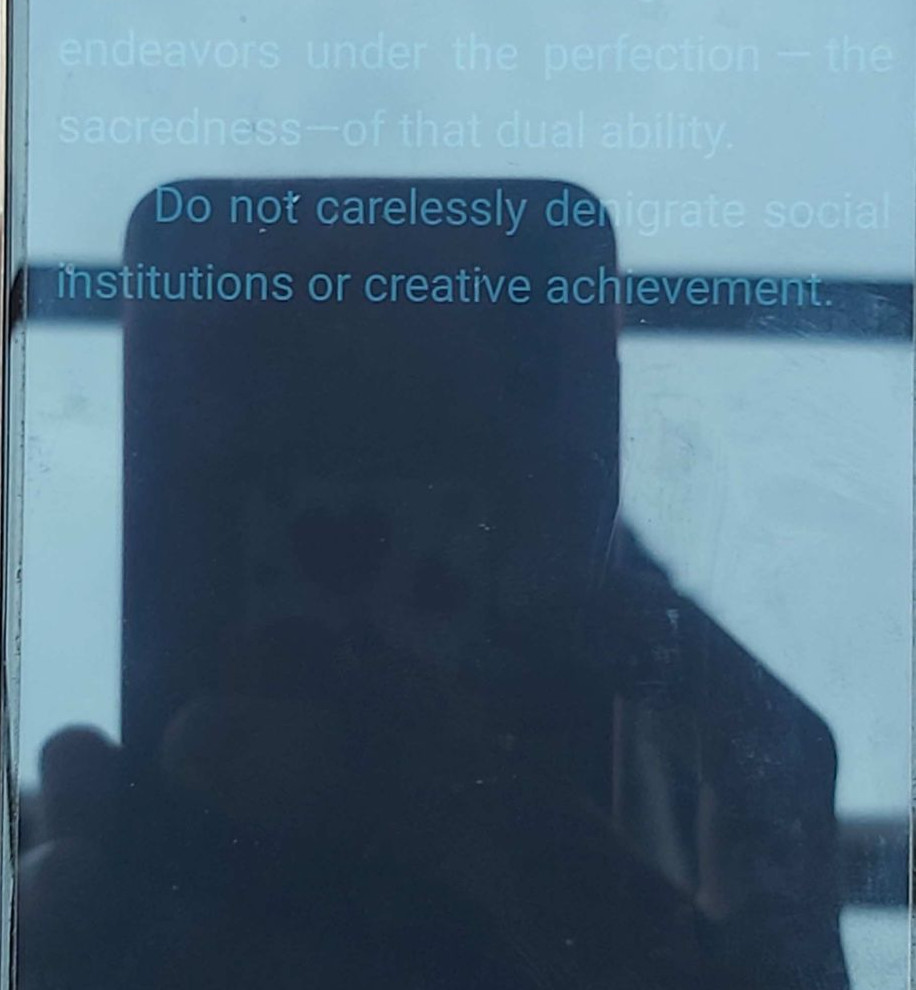 endeavors under the perfection — the
sacredness—of that dual ability.
Do not carelessly denigrate social
institutions or creative achievement.